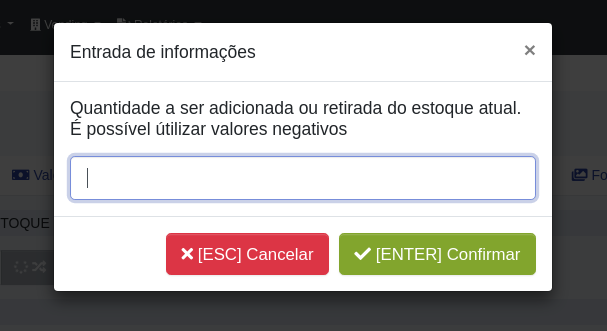 Vendas
Relatórios
Entrada de informações
×
Quantidade a ser adicionada ou retirada do estoque atual.
É possível útilizar valores negativos
Val
Fo
TOQUE
[ESC] Cancelar
[ENTER] Confirmar